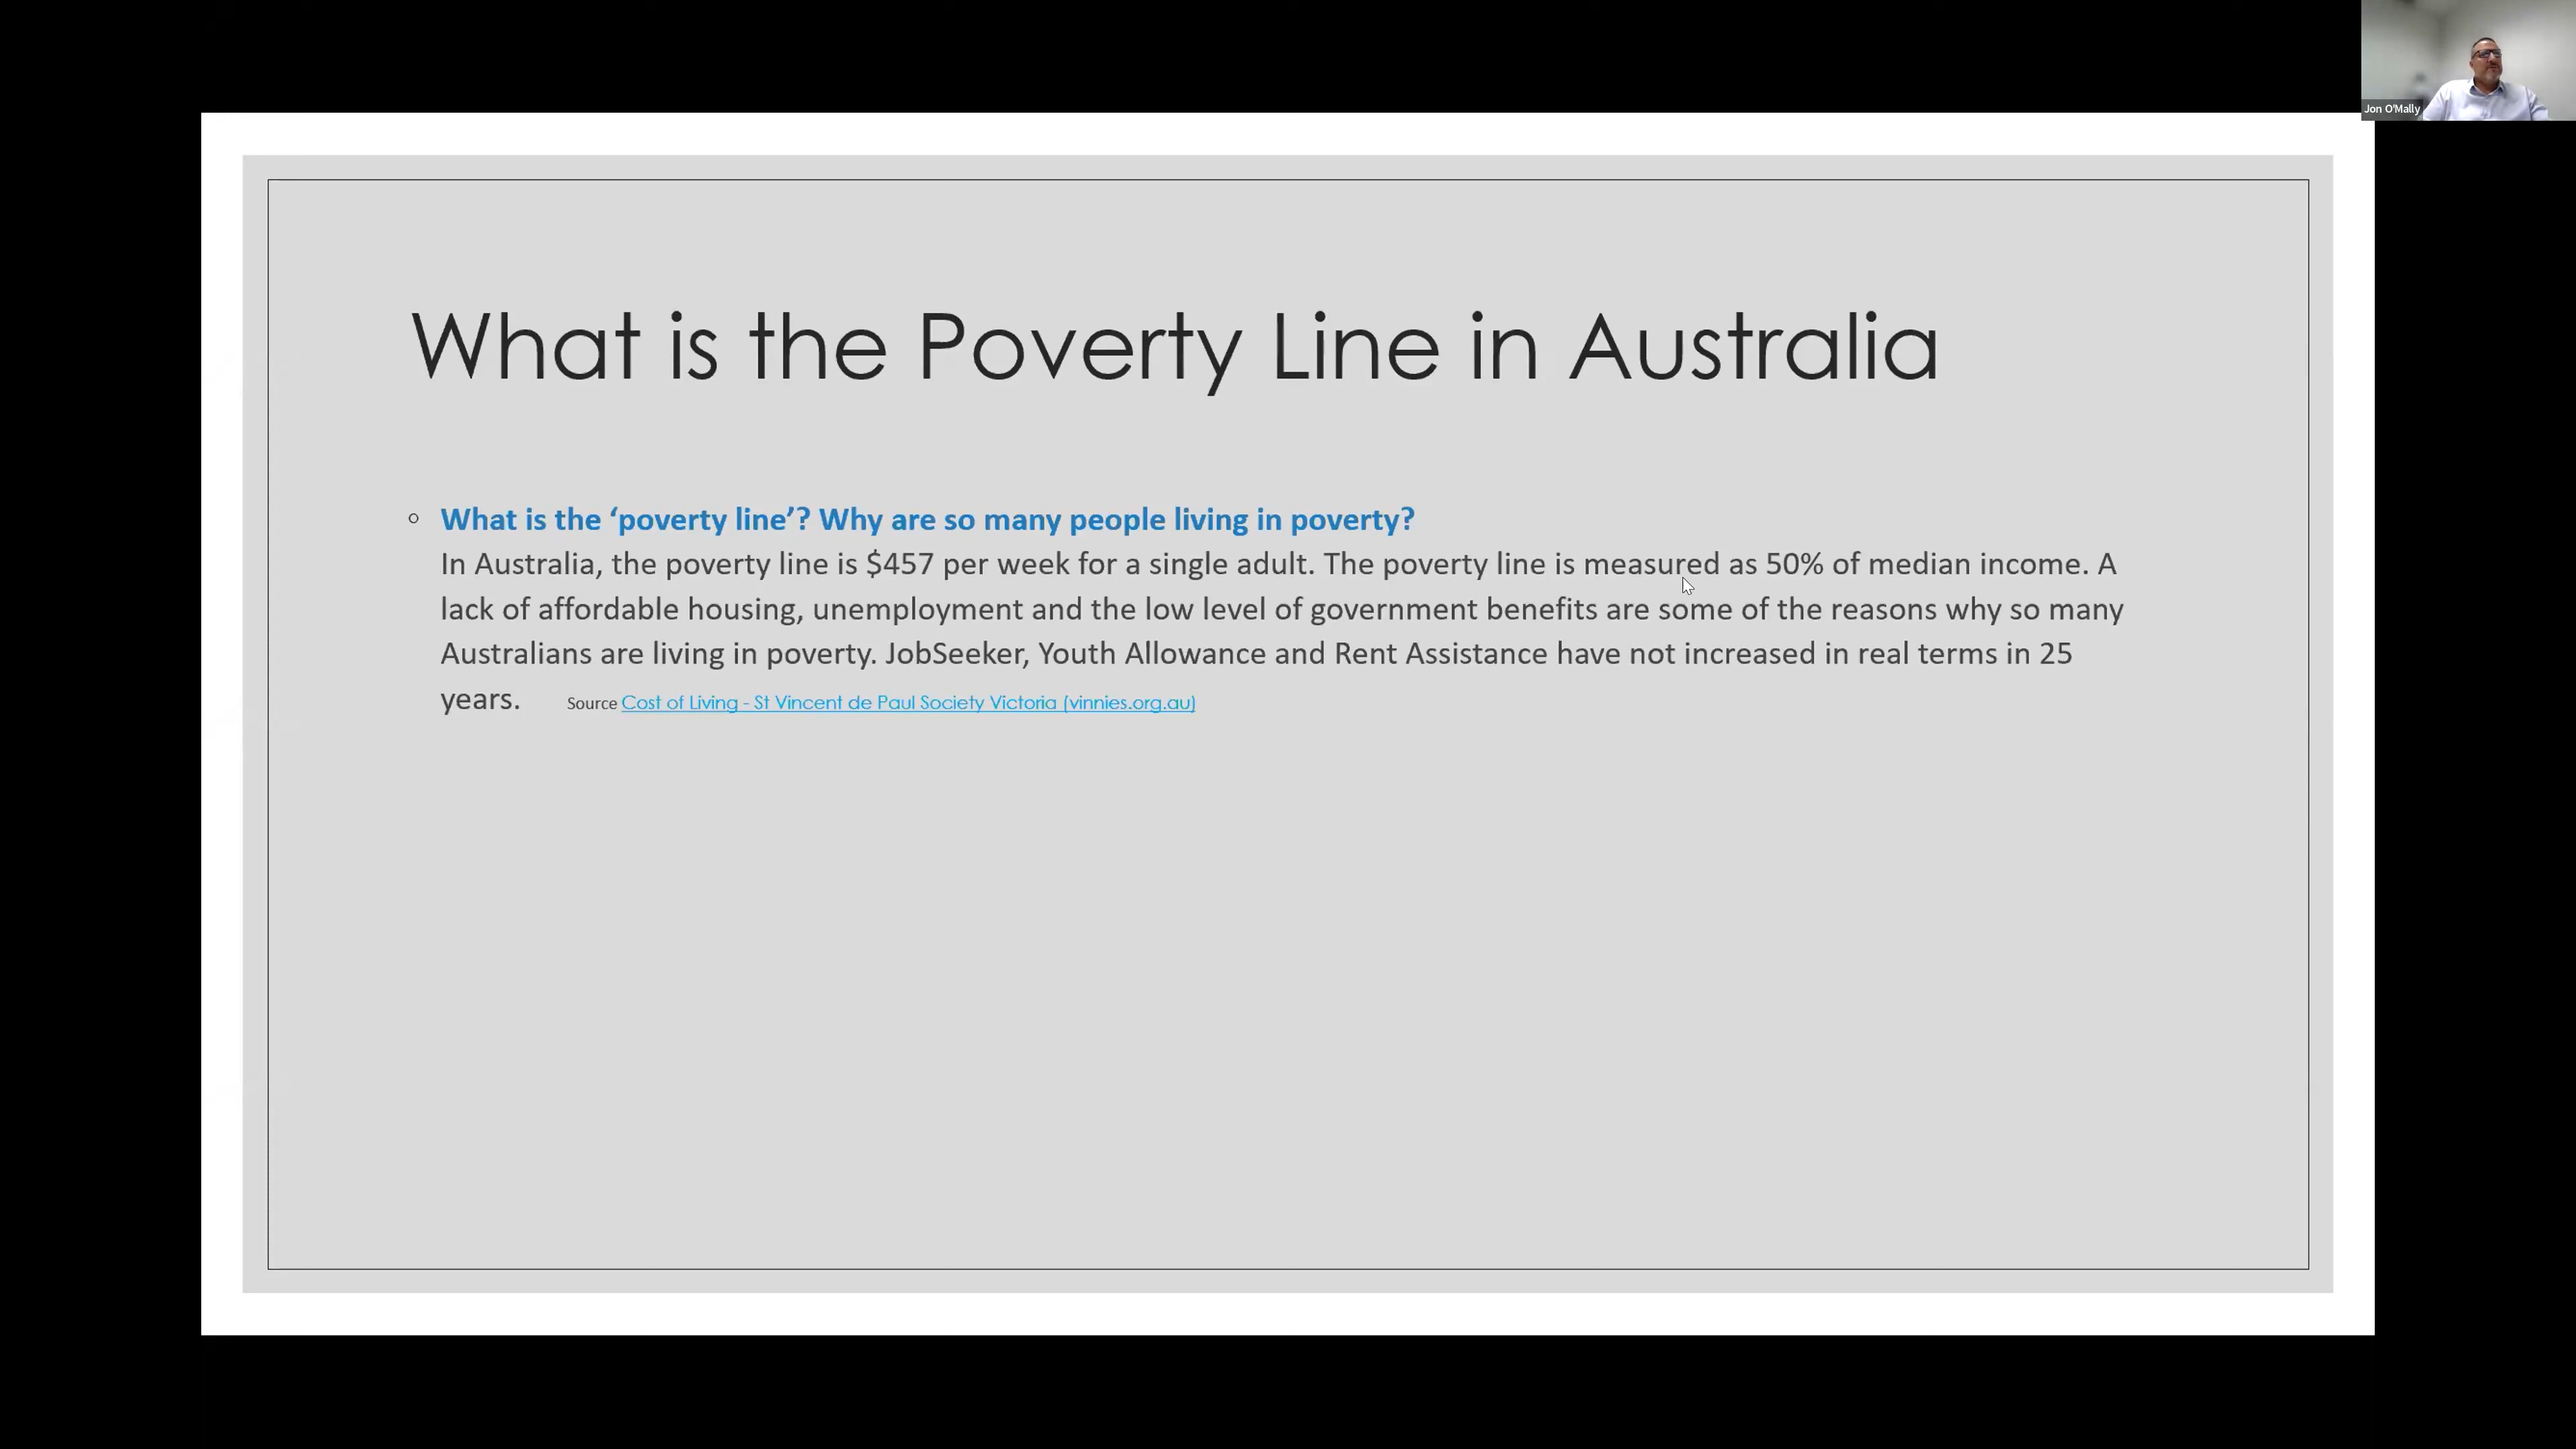 Jon O'Mally
What is the Poverty Line in Australia
What is the ‘poverty line’? Why are so many people living in poverty?
In Australia, the poverty line is $457 per week for a single adult. The poverty line is measured as 50% of median income. A
lack of affordable housing, unemployment and the low level of government benefits are some of the reasons why so many
Australians are living in poverty. JobSeeker, Youth Allowance and Rent Assistance have not increased in real terms in 25
years. Source Cost of Living - St Vincent de Paul Society Victoria (vinnies.org.au)